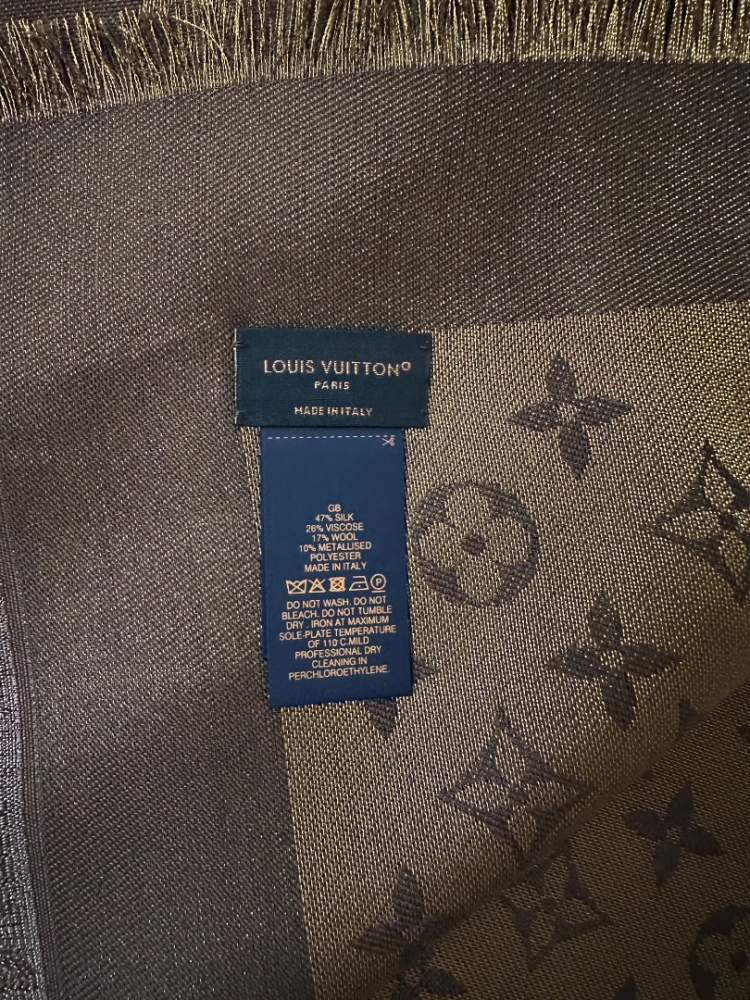 LOUIS VUITTON
PARIS
MADE IN ITALY
GB
47% SILK
26% VISCOSE
17% WOOL
10% METALLISED
POLYESTER
MADE IN ITALY
P
DO NOT WASH. DO NOT
BLEACH. DO NOT TUMBLE
DRY . IRON AT MAXIMUM
SOLE-PLATE TEMPERATURE
OF 110 C.MILD
PROFESSIONAL DRY
CLEANING IN
PERCHLOROETHYLENE.